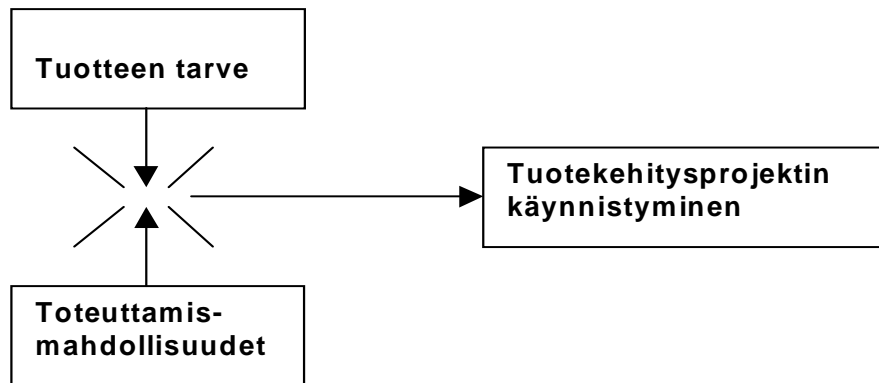 Tuotteen tarve
Tuotekehitysprojektin
käynnistyminen
Toteuttamis-
mahdollisuudet